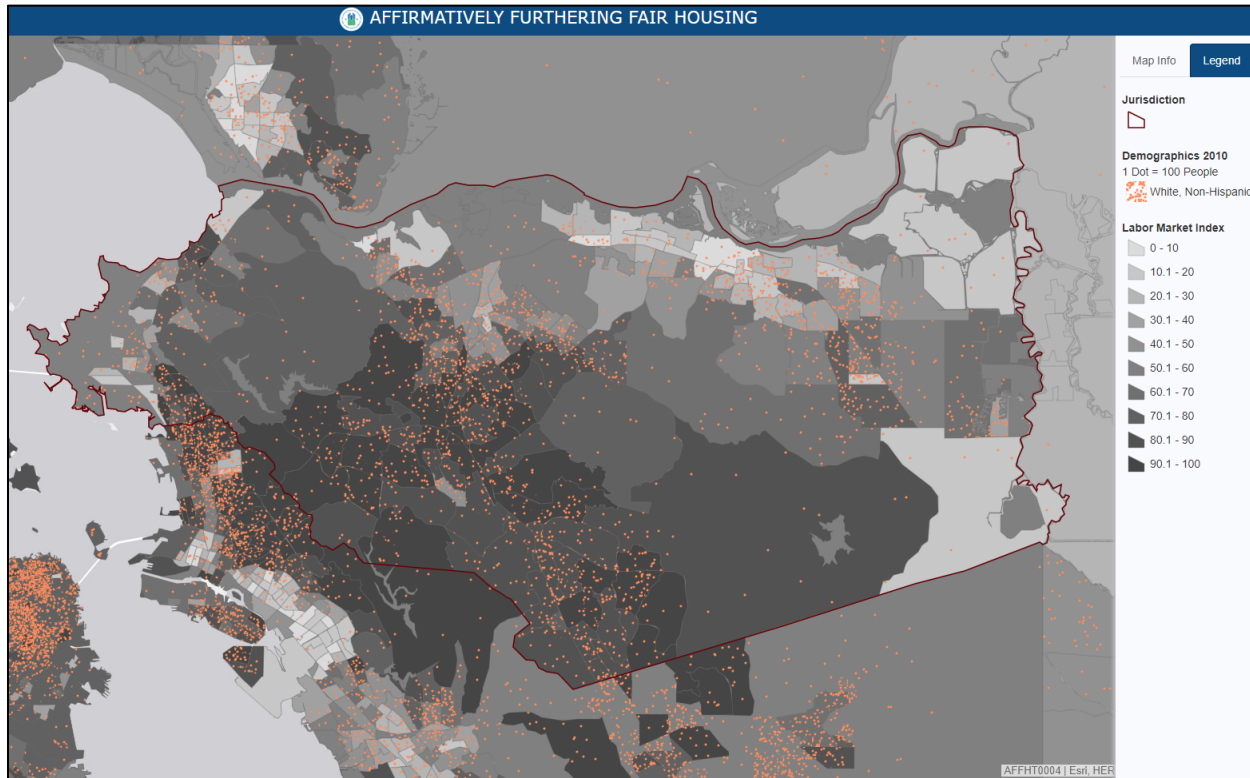 AFFIRMATIVELY FURTHERING FAIR HOUSING
Map Info
Legend
Jurisdiction
Demographics 2010
1 Dot = 100 People
White, Non-Hispanic
Labor Market Index
0 - 10
10.1 - 20
20.1 - 30
30.1 - 40
40.1 - 50
50.1 - 60
60.1 - 70
70.1 - 80
80.1 - 90
90.1 - 100
AFFHT0004 | Esri, HER